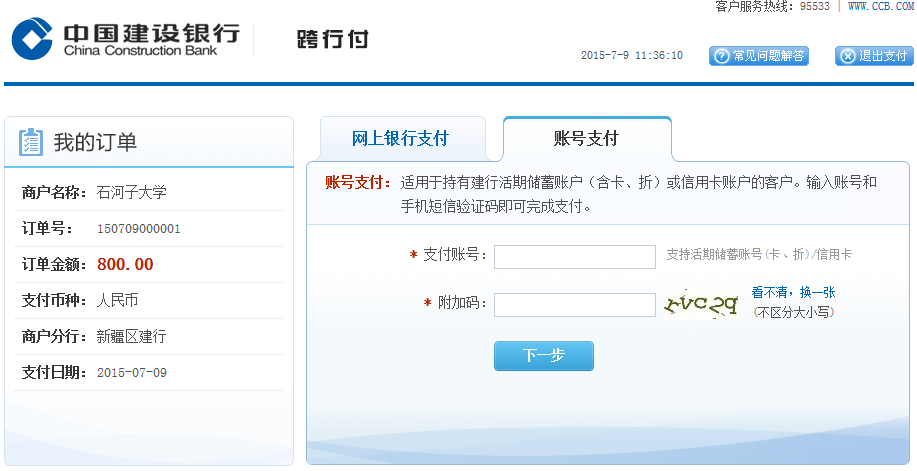 客户服务热线：95533 | WWW.CCB.COM
中国建设银行
China Construction Bank
跨行付
2015-7-9 11:36:10
常见问题解答
退出支付
我的订单
商户名称： 石河子大学
订单号： 150709000001
订单金额： 800.00
支付币种： 人民币
商户分行： 新疆区建行
支付日期： 2015-07-09
网上银行支付
账号支付
账号支付： 适用于持有建行活期储蓄账户（含卡、折）或信用卡账户的客户。输入账号和
手机短信验证码即可完成支付。
* 支付账号： 支持活期储蓄账号(卡、折)/信用卡
* 附加码： rvc2q 看不清，换一张
(不区分大小写)
下一步